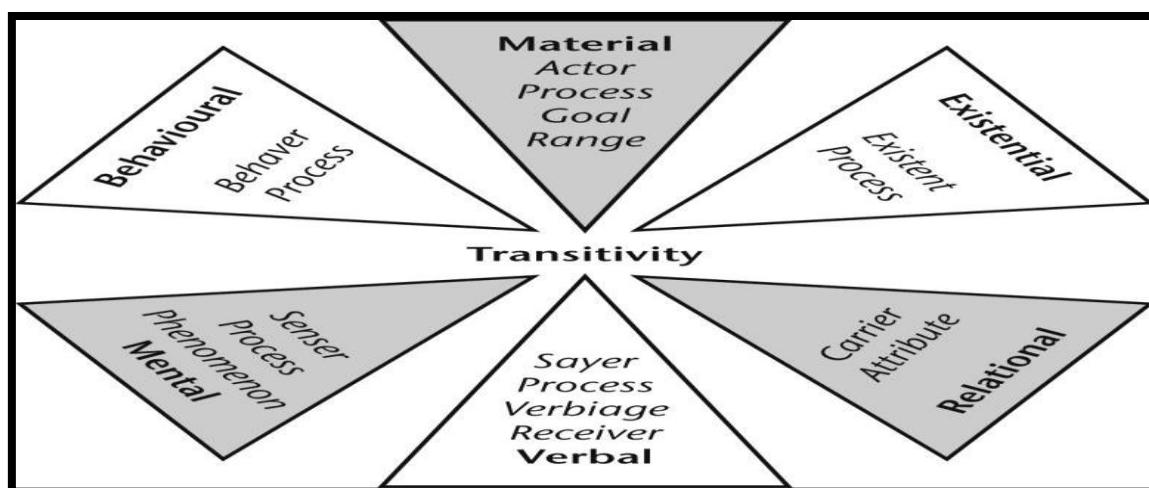 Material
Actor
Process
Goal
Range
Behavioural
Behaver
Process
Existential
Existent
Process
Transitivity
Senser
Process
Phenomenon
Mental
Sayer
Process
Verbiage
Receiver
Verbal
Carrier
Attribute
Relational